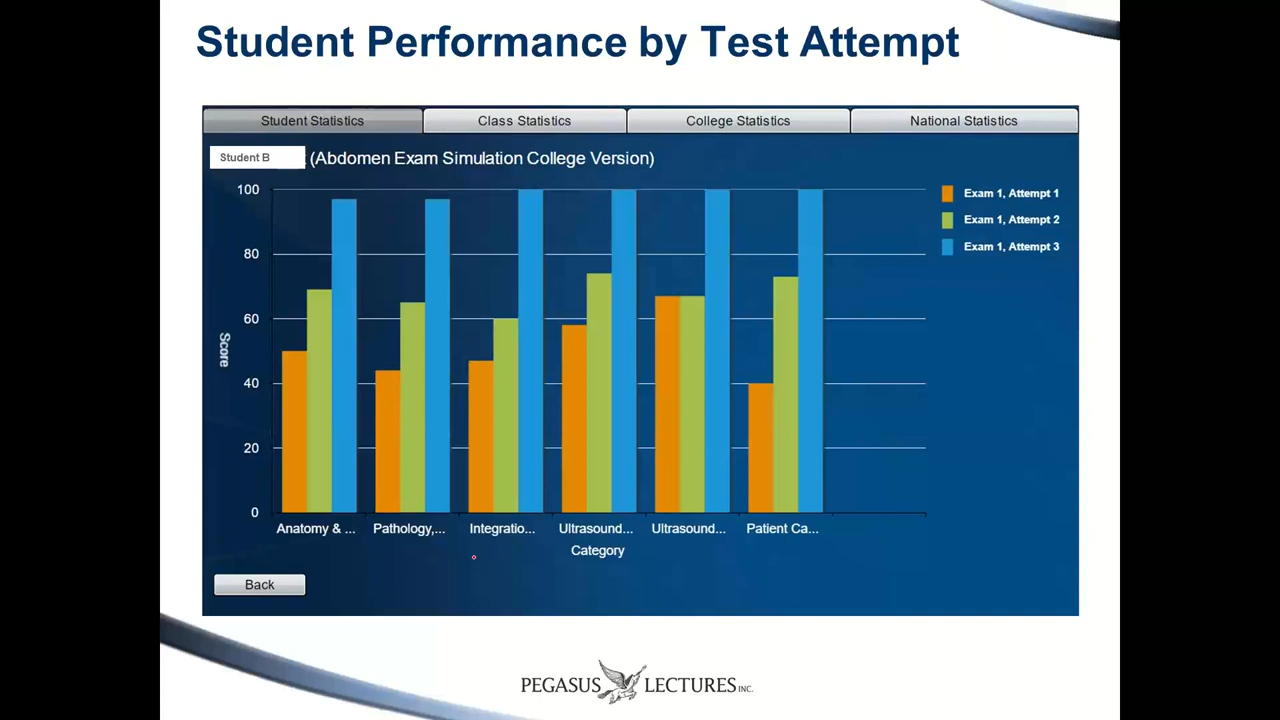 Student Performance by Test Attempt
Student Statistics
Class Statistics
College Statistics
National Statistics
Student B
(Abdomen Exam Simulation College Version)
100
80
60
40
20
0
Score
Exam 1, Attempt 1
Exam 1, Attempt 2
Exam 1, Attempt 3
Anatomy & ...
Pathology,...
Integratio...
Ultrasound...
Ultrasound...
Patient Ca...
Category
Back
PEGASUS LECTURES INC.